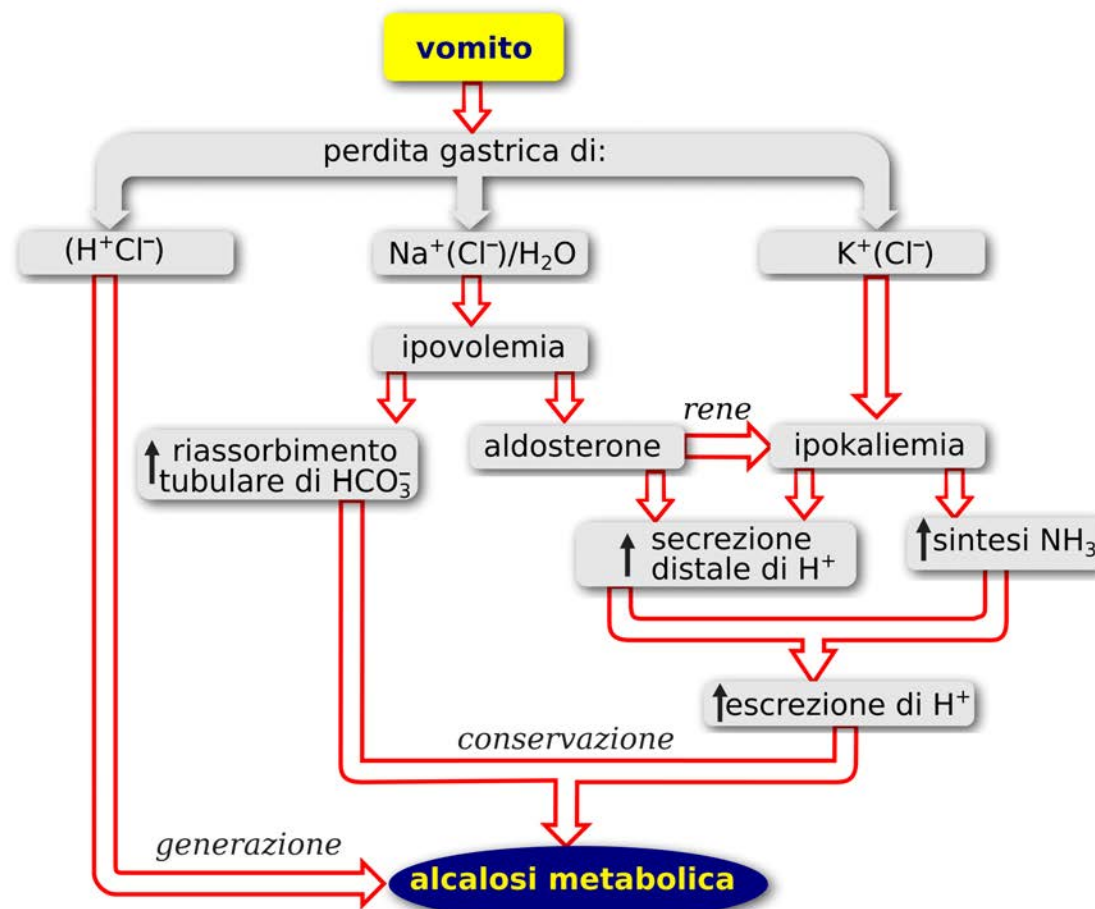 vomito
perdita gastrica di:
(H⁺Cl⁻)
Na⁺(Cl⁻)/H₂O
K⁺(Cl⁻)
ipovolemia
rene
↑ riassorbimento
tubulare di HCO₃⁻
aldosterone
ipokaliemia
↑ secrezione
distale di H⁺
↑sintesi NH₃
↑escrezione di H⁺
conservazione
generazione
alcalosi metabolica